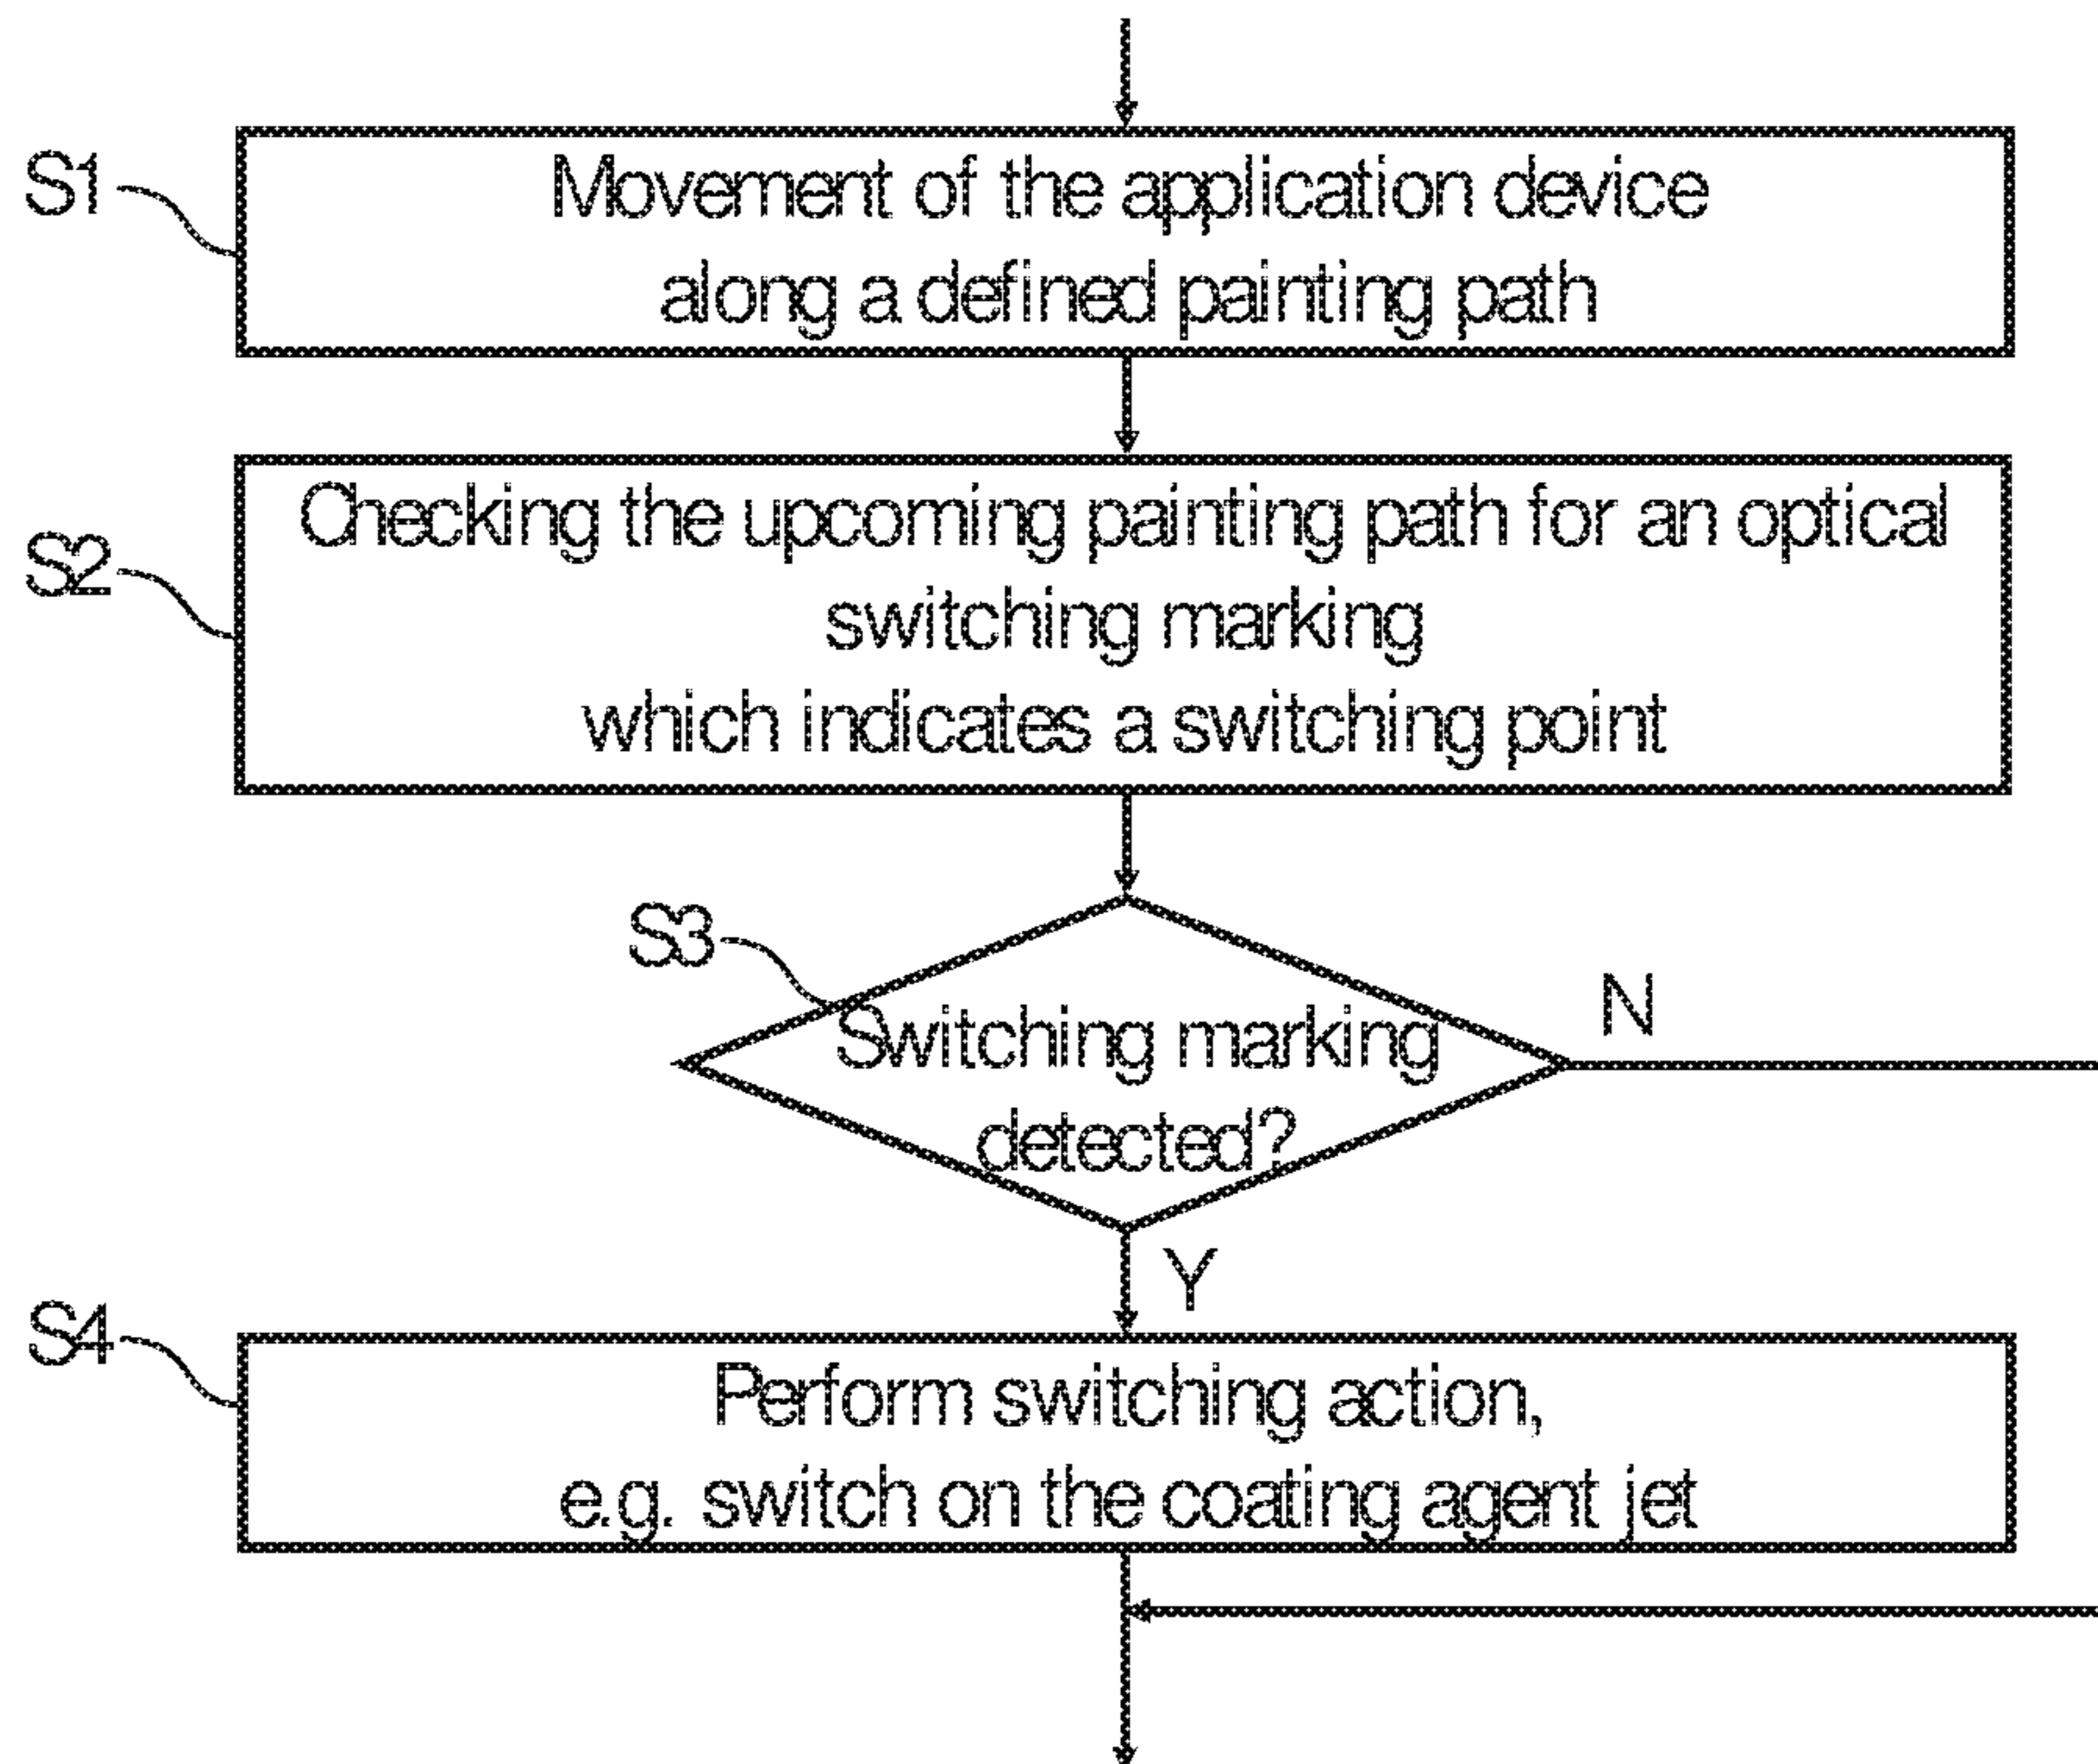 S1
Movement of the application device
along a defined painting path
S2
Checking the upcoming painting path for an optical
switching marking
which indicates a switching point
S3
Switching marking
detected?
N
Y
S4
Perform switching action,
e.g. switch on the coating agent jet